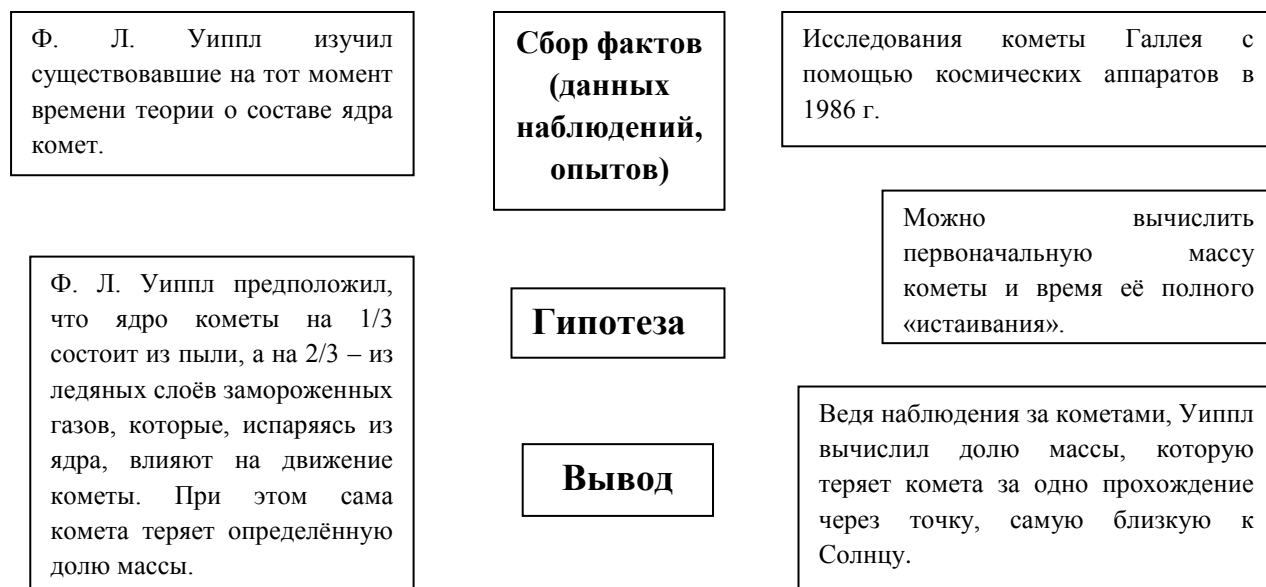 Ф. Л. Уиппл изучил
существовавшие на тот момент
времени теории о составе ядра
комет.
Сбор фактов
(данных
наблюдений,
опытов)
Исследования кометы Галлея с
помощью космических аппаратов в
1986 г.
Можно вычислить
первоначальную массу
кометы и время её полного
«истаивания».
Ф. Л. Уиппл предположил,
что ядро кометы на 1/3
состоит из пыли, а на 2/3 – из
ледяных слоёв замороженных
газов, которые, испаряясь из
ядра, влияют на движение
кометы. При этом сама
комета теряет определённую
долю массы.
Гипотеза
Вывод
Ведя наблюдения за кометами, Уиппл
вычислил долю массы, которую
теряет комета за одно прохождение
через точку, самую близкую к
Солнцу.